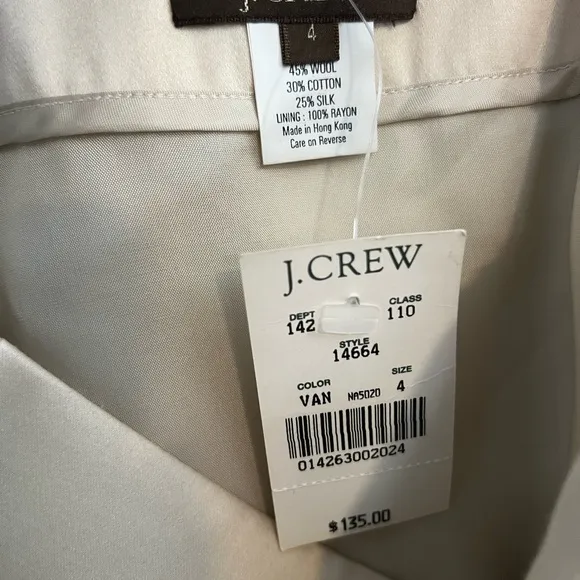 J.CREW
4
45% WOOL
30% COTTON
25% SILK
LINING : 100% RAYON
Made in Hong Kong
Care on Reverse
J.CREW
DEPT CLASS
142 110
STYLE
14664
COLOR SIZE
VAN NA5020 4
014263002024
$135.00